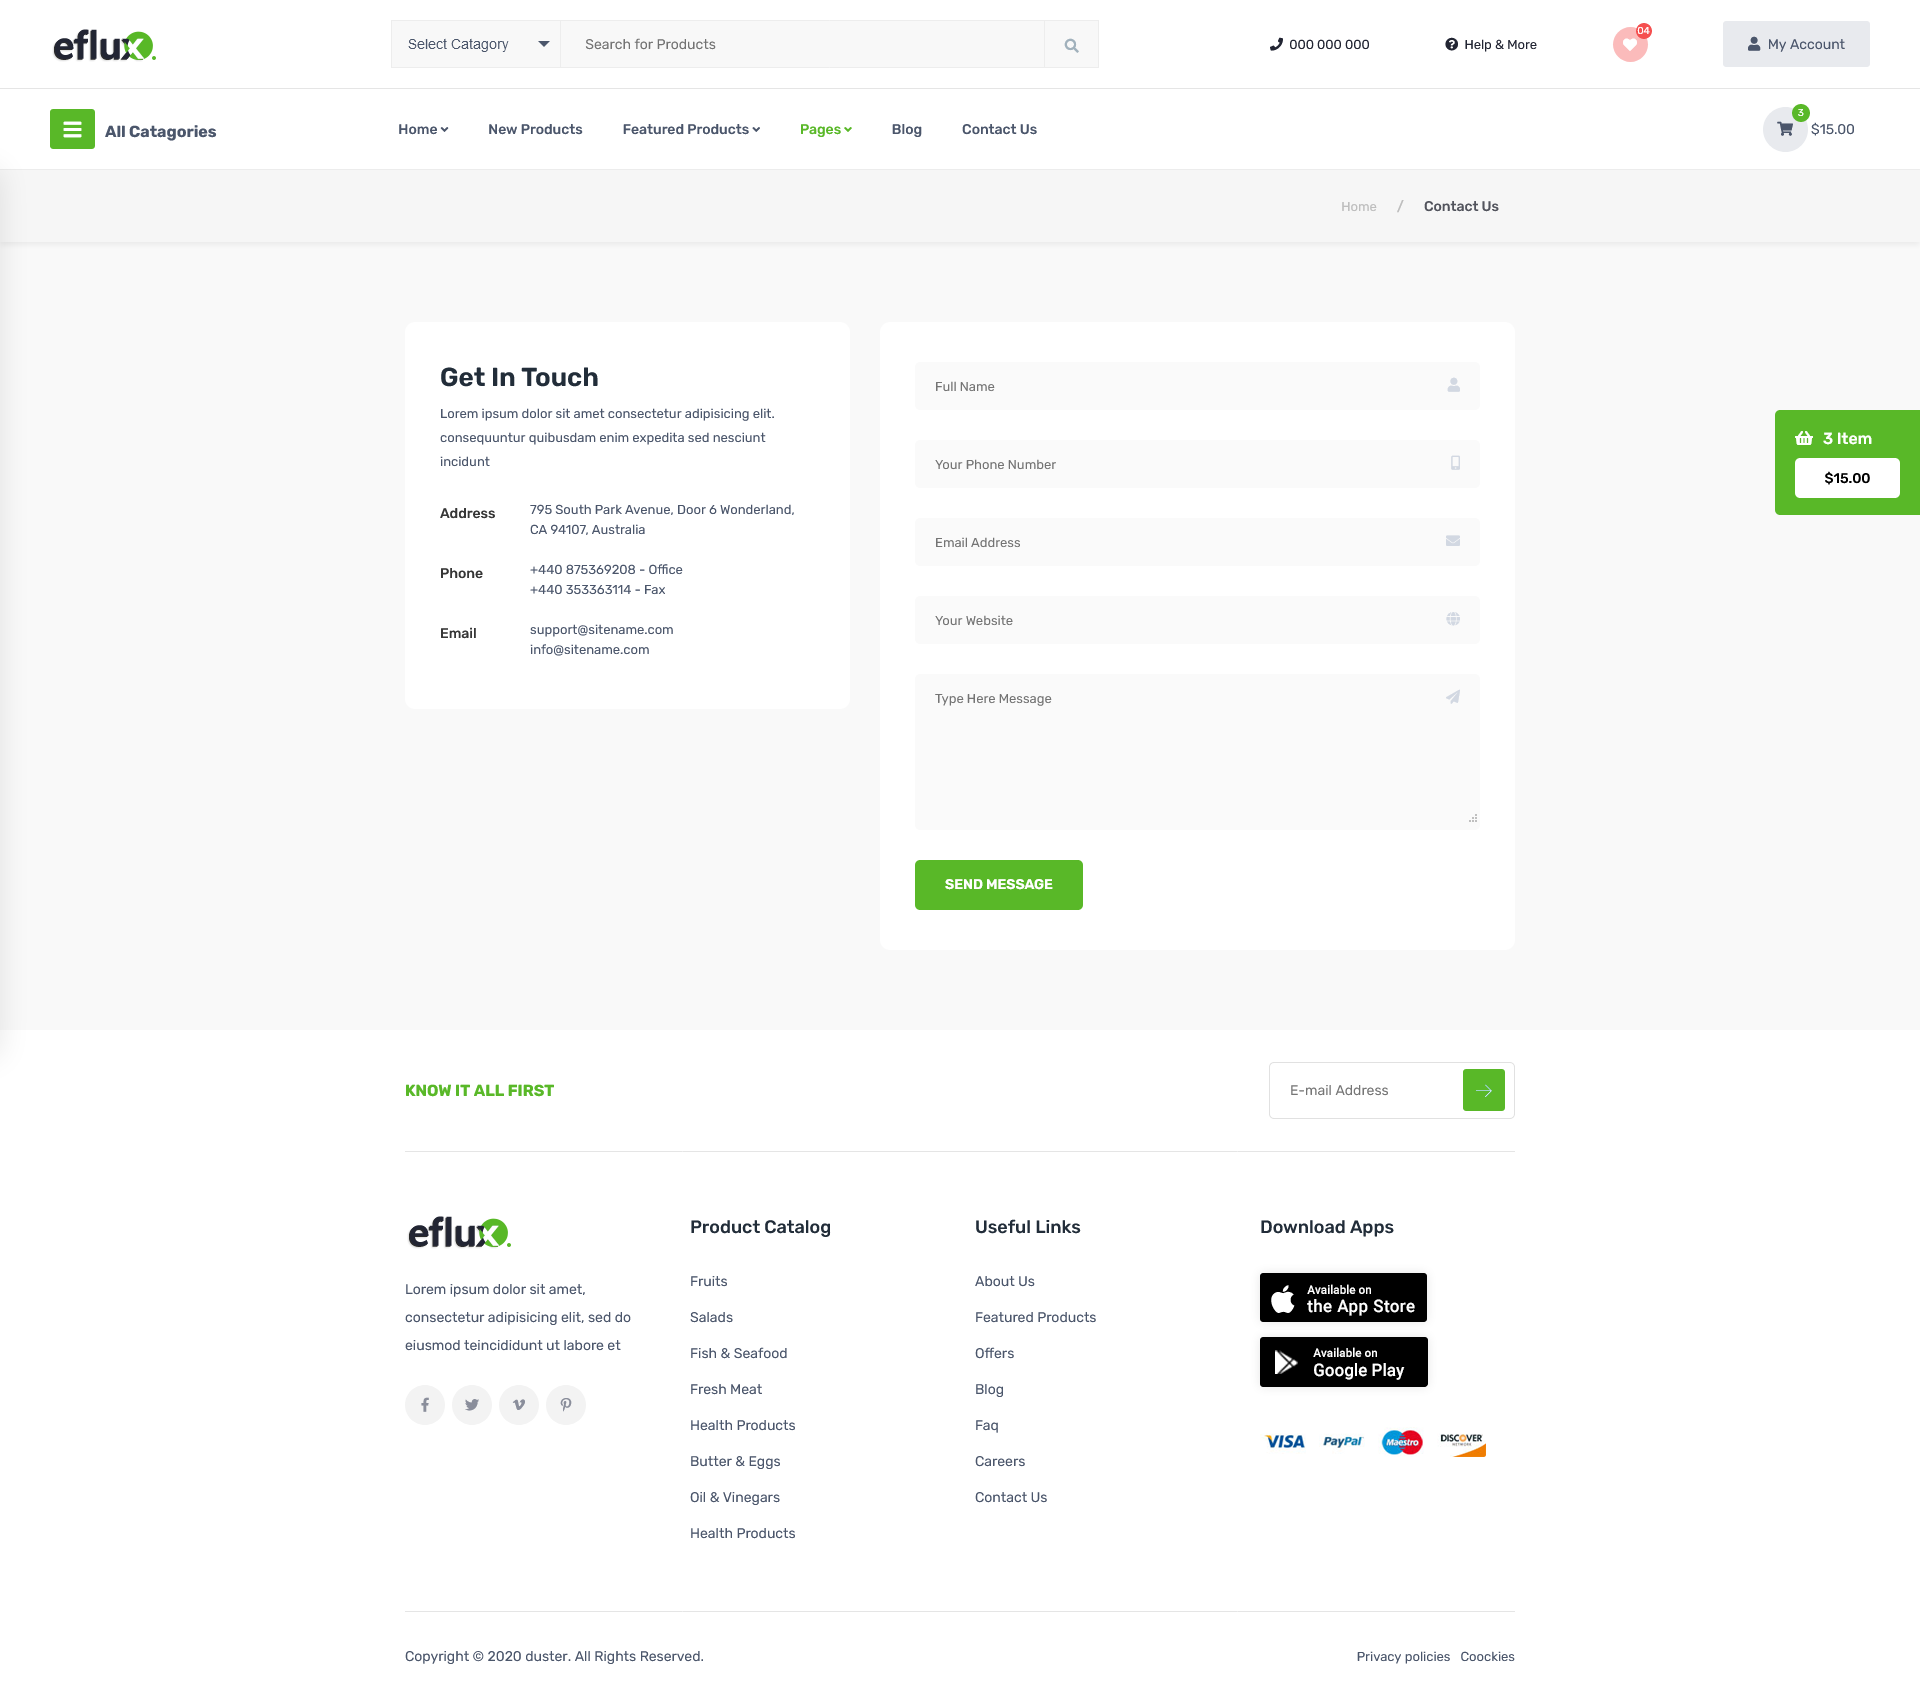 eflux.
Select Catagory
Search for Products
000 000 000
Help & More
04
My Account
All Catagories
Home
New Products
Featured Products
Pages
Blog
Contact Us
3
$15.00
Home / Contact Us
Get In Touch
Lorem ipsum dolor sit amet consectetur adipisicing elit.
consequuntur quibusdam enim expedita sed nesciunt
incidunt
Address
795 South Park Avenue, Door 6 Wonderland,
CA 94107, Australia
Phone
+440 875369208 - Office
+440 353363114 - Fax
Email
support@sitename.com
info@sitename.com
Full Name
Your Phone Number
Email Address
Your Website
Type Here Message
SEND MESSAGE
3 Item
$15.00
KNOW IT ALL FIRST
E-mail Address
eflux.
Lorem ipsum dolor sit amet,
consectetur adipisicing elit, sed do
eiusmod teincididunt ut labore et
Product Catalog
Fruits
Salads
Fish & Seafood
Fresh Meat
Health Products
Butter & Eggs
Oil & Vinegars
Health Products
Useful Links
About Us
Featured Products
Offers
Blog
Faq
Careers
Contact Us
Download Apps
Available on
the App Store
Available on
Google Play
VISA
PayPal
Maestro
DISCOVER
NETWORK
Copyright © 2020 duster. All Rights Reserved.
Privacy policies
Coockies